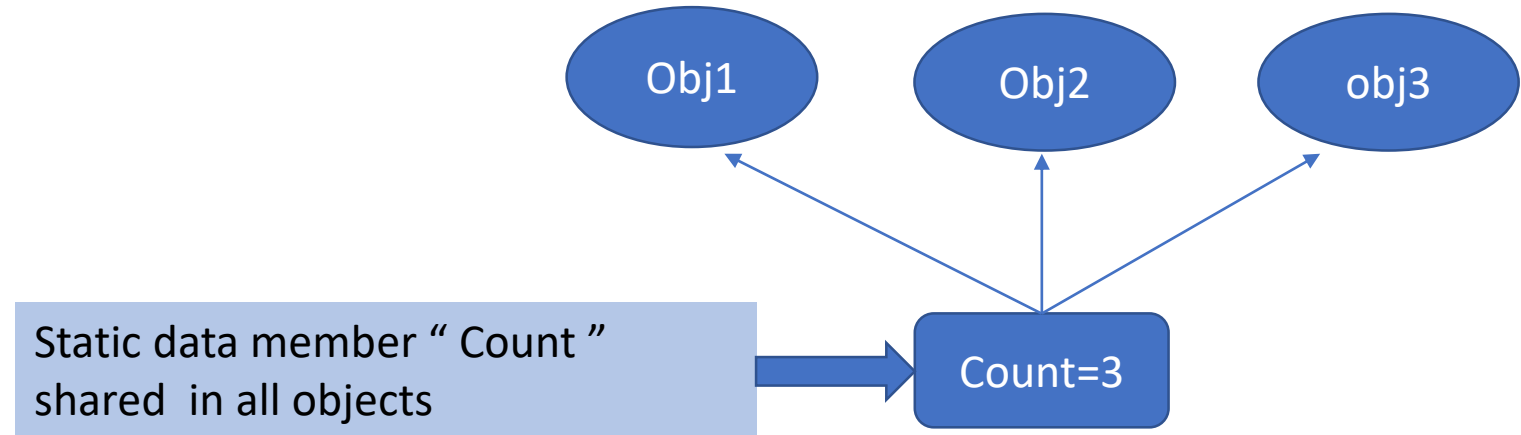 Obj1
Obj2
obj3
Static data member “ Count ”
shared  in all objects
Count=3